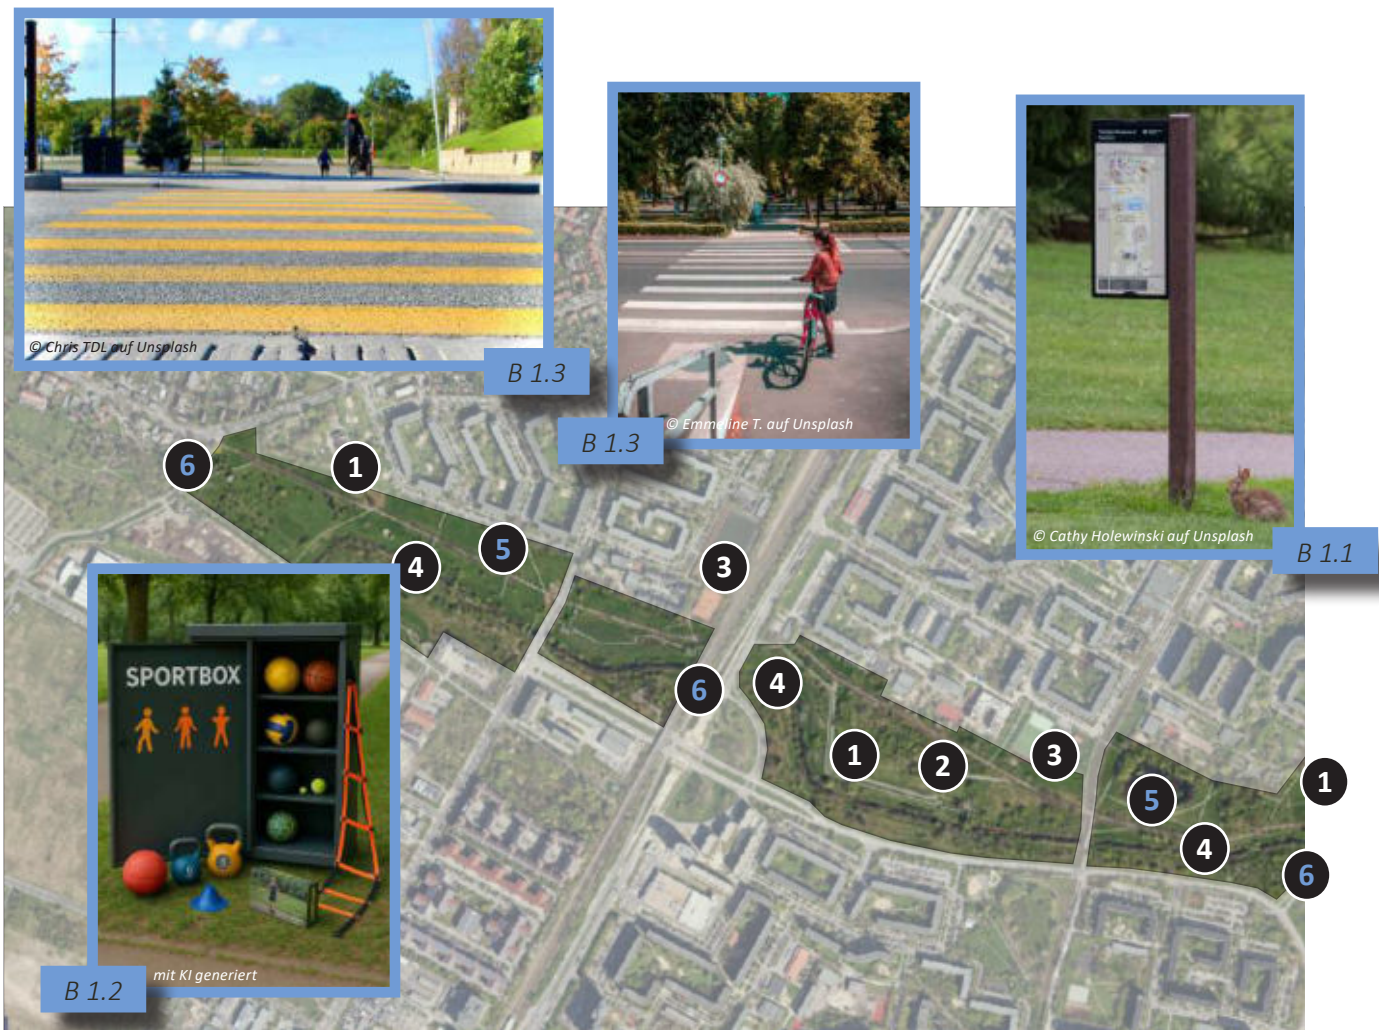 © Chris TDL auf Unsplash
B 1.3
© Emmeline T. auf Unsplash
B 1.3
© Cathy Holewinski auf Unsplash
B 1.1
6
1
5
4
3
SPORTBOX
6
4
1
2
3
5
1
4
6
mit KI generiert
B 1.2